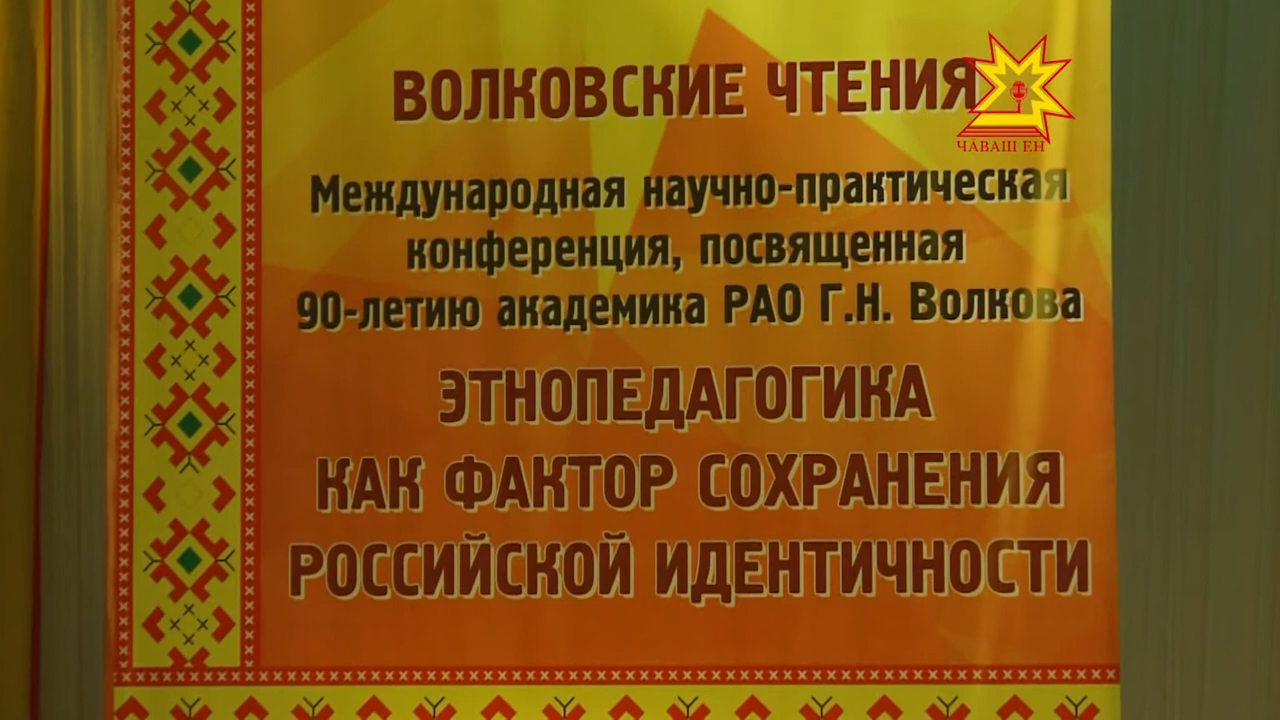 ВОЛКОВСКИЕ ЧТЕНИЯ
ЧӐВАШ ЕН
Международная научно-практическая
конференция, посвященная
90-летию академика РАО Г.Н. Волкова
ЭТНОПЕДАГОГИКА
КАК ФАКТОР СОХРАНЕНИЯ
РОССИЙСКОЙ ИДЕНТИЧНОСТИ